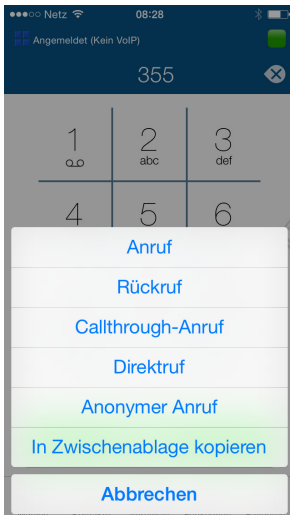 Netz 08:28
Angemeldet (Kein VoIP)
355
1 2 3
abc def
4 5 6
Anruf
Rückruf
Callthrough-Anruf
Direktruf
Anonymer Anruf
In Zwischenablage kopieren
Abbrechen